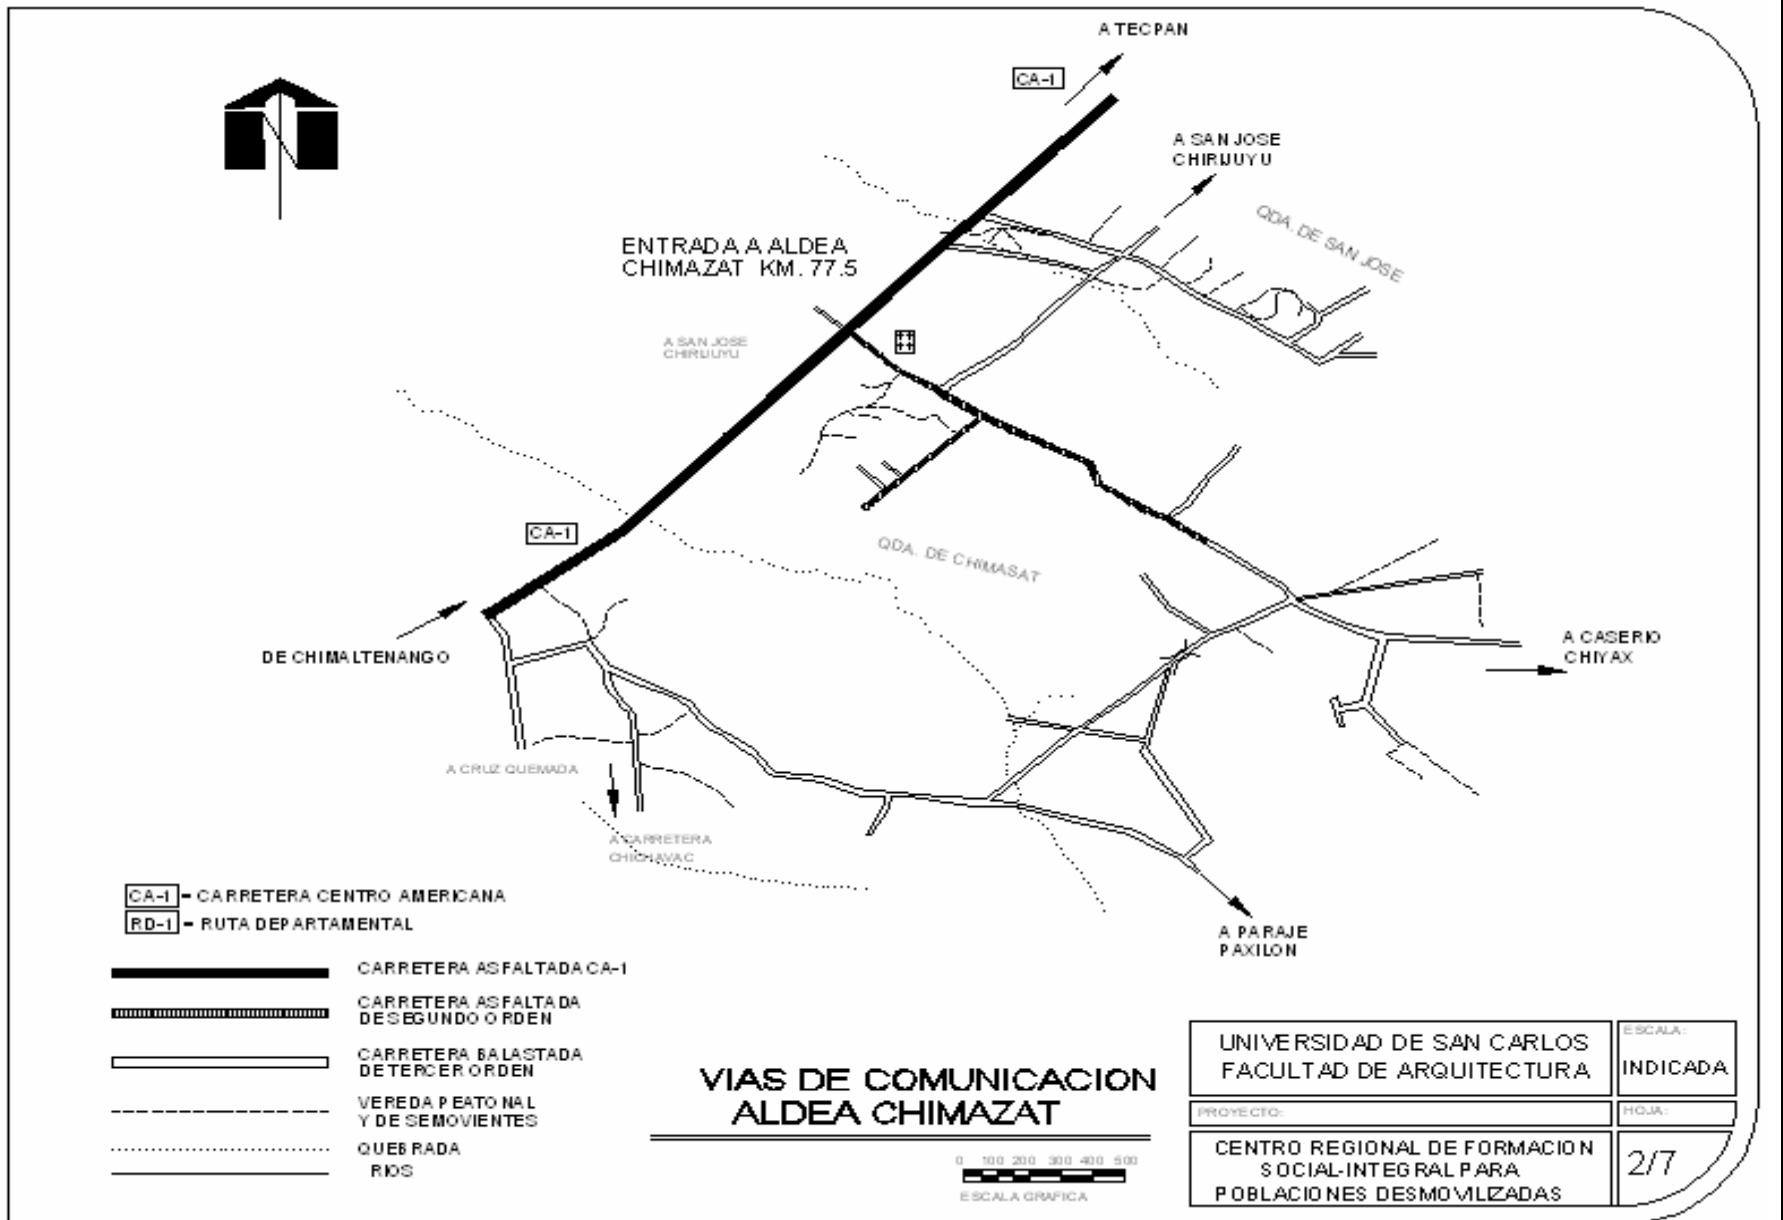 A TECPAN
CA-1
A SAN JOSE
CHIRIJUYU
QDA. DE SAN JOSE
ENTRADA A ALDEA
CHIMAZAT KM. 77.5
A SAN JOSE
CHIRIJUYU
CA-1
QDA. DE CHIMASAT
DE CHIMALTENANGO
A CASERIO
CHIYAX
A CRUZ QUEMADA
A CARRETERA
CHICHAVAC
A PARAJE
PAXILON
CA-1 - CARRETERA CENTRO AMERICANA
RD-1 - RUTA DEPARTAMENTAL
CARRETERA ASFALTADA CA-1
CARRETERA ASFALTADA
DE SEGUNDO ORDEN
CARRETERA BALASTADA
DE TERCER ORDEN
VEREDA PEATONAL
Y DE SEMOVIENTES
QUEBRADA
RIOS
VIAS DE COMUNICACION
ALDEA CHIMAZAT
0 100 200 300 400 500
ESCALA GRAFICA
UNIVERSIDAD DE SAN CARLOS
FACULTAD DE ARQUITECTURA
ESCALA:
INDICADA
PROYECTO:
HOJA:
CENTRO REGIONAL DE FORMACION
SOCIAL-INTEGRAL PARA
POBLACIONES DESMOVILIZADAS
2/7